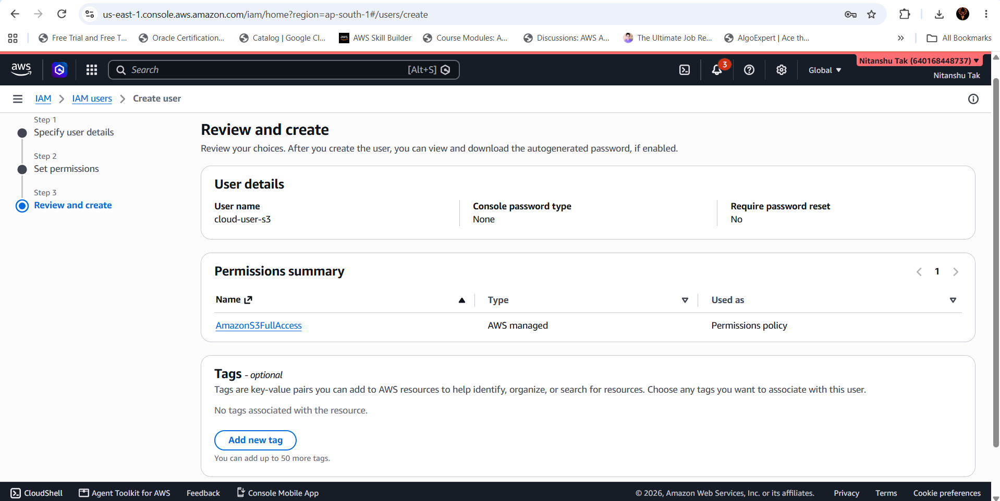 us-east-1.console.aws.amazon.com/iam/home?region=ap-south-1#/users/create
Free Trial and Free T... Oracle Certification... Catalog | Google Cl... aws AWS Skill Builder Course Modules: A... Discussions: AWS A... The Ultimate Job Re... AlgoExpert | Ace th... » All Bookmarks
aws Search [Alt+S] 3 Global Nitanshu Tak (640168448737)
Nitanshu Tak
IAM IAM users Create user
Step 1
Specify user details
Step 2
Set permissions
Step 3
Review and create
Review and create
Review your choices. After you create the user, you can view and download the autogenerated password, if enabled.
User details
User name Console password type Require password reset
cloud-user-s3 None No
Permissions summary 1
Name Type Used as
AmazonS3FullAccess AWS managed Permissions policy
Tags - optional
Tags are key-value pairs you can add to AWS resources to help identify, organize, or search for resources. Choose any tags you want to associate with this user.
No tags associated with the resource.
Add new tag
You can add up to 50 more tags.
CloudShell Agent Toolkit for AWS Feedback Console Mobile App © 2026, Amazon Web Services, Inc. or its affiliates. Privacy Terms Cookie preferences